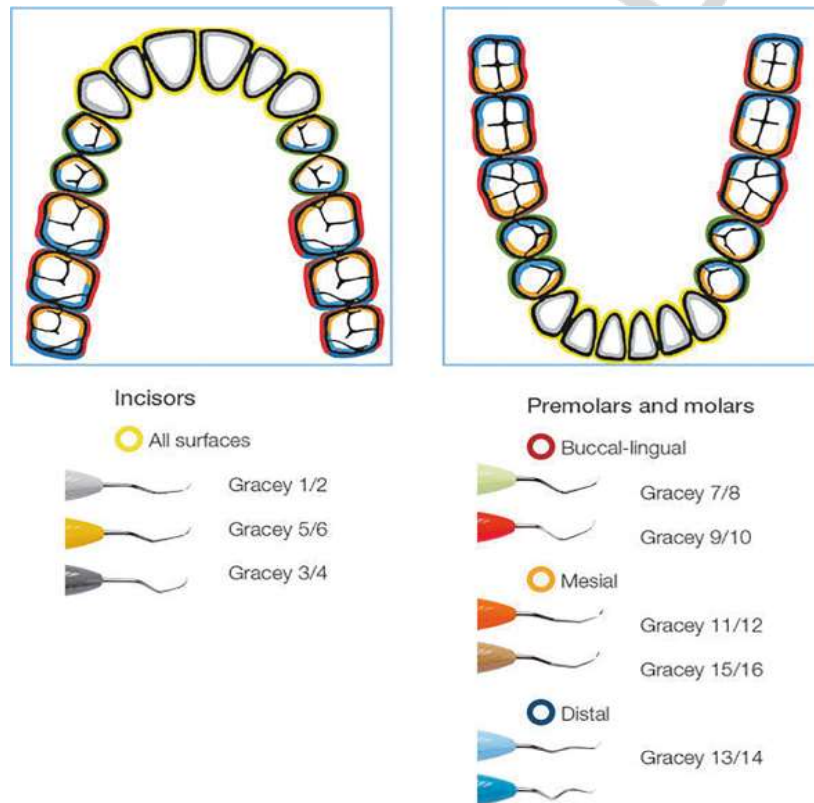 Incisors
All surfaces
Gracey 1/2
Gracey 5/6
Gracey 3/4
Premolars and molars
Buccal-lingual
Gracey 7/8
Gracey 9/10
Mesial
Gracey 11/12
Gracey 15/16
Distal
Gracey 13/14